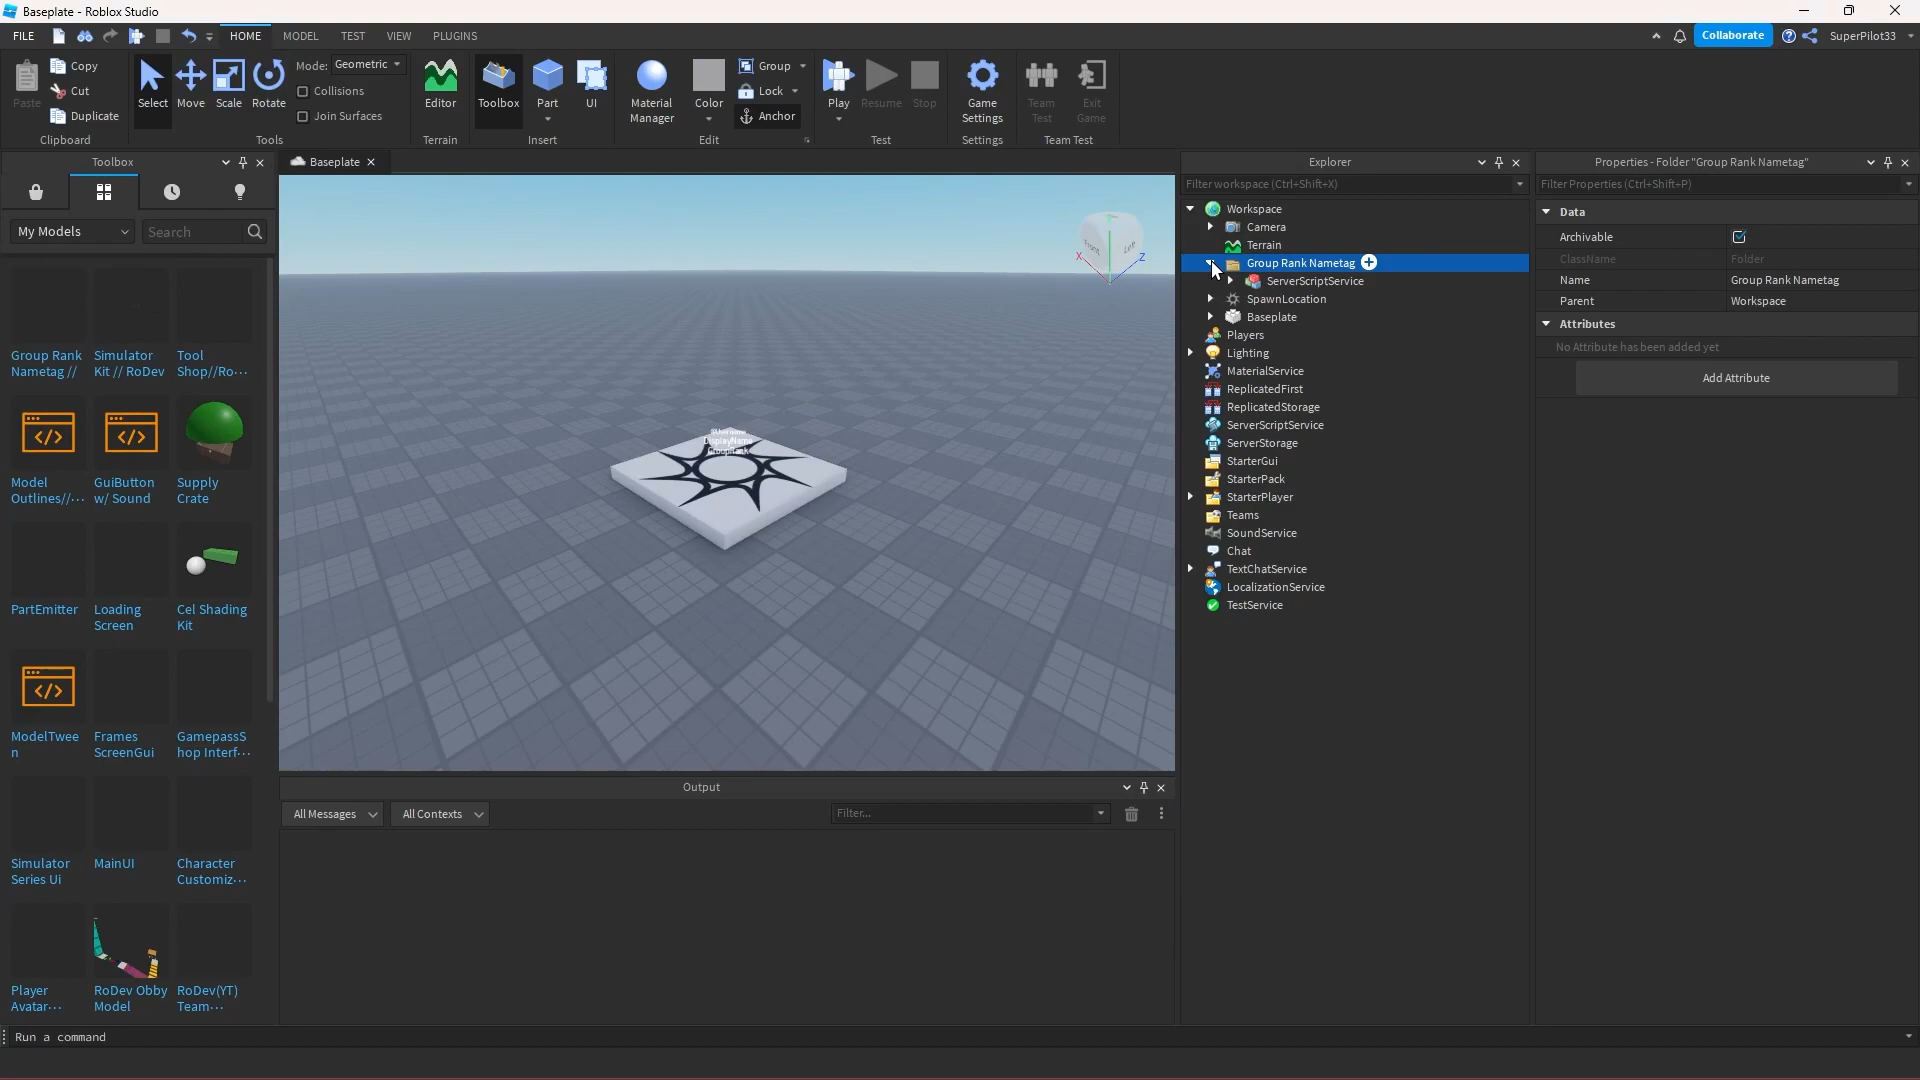 Baseplate - Roblox Studio
FILE
HOME
MODEL
TEST
VIEW
PLUGINS
Collaborate
SuperPilot33
Paste
Copy
Cut
Duplicate
Clipboard
Select
Move
Scale
Rotate
Mode: Geometric
Collisions
Join Surfaces
Tools
Editor
Terrain
Toolbox
Part
UI
Insert
Material
Manager
Color
Group
Lock
Anchor
Edit
Play
Resume
Stop
Test
Game
Settings
Settings
Team
Test
Exit
Game
Team Test
Toolbox
My Models
Search
Group Rank
Nametag //
Simulator
Kit // RoDev
Tool
Shop//Ro···
Model
Outlines//···
GuiButton
w/ Sound
Supply
Crate
PartEmitter
Loading
Screen
Cel Shading
Kit
ModelTwee
n
Frames
ScreenGui
GamepassS
hop Interf···
Simulator
Series Ui
MainUI
Character
Customiz···
Player
Avatar···
RoDev Obby
Model
RoDev(YT)
Team···
Baseplate
Front
Left
X
Z
DisplayName
GroupRank
Output
All Messages
All Contexts
Filter...
Explorer
Filter workspace (Ctrl+Shift+X)
Workspace
Camera
Terrain
Group Rank Nametag
ServerScriptService
SpawnLocation
Baseplate
Players
Lighting
MaterialService
ReplicatedFirst
ReplicatedStorage
ServerScriptService
ServerStorage
StarterGui
StarterPack
StarterPlayer
Teams
SoundService
Chat
TextChatService
LocalizationService
TestService
Properties - Folder "Group Rank Nametag"
Filter Properties (Ctrl+Shift+P)
Data
Archivable
ClassName Folder
Name Group Rank Nametag
Parent Workspace
Attributes
No Attribute has been added yet
Add Attribute
Run a command